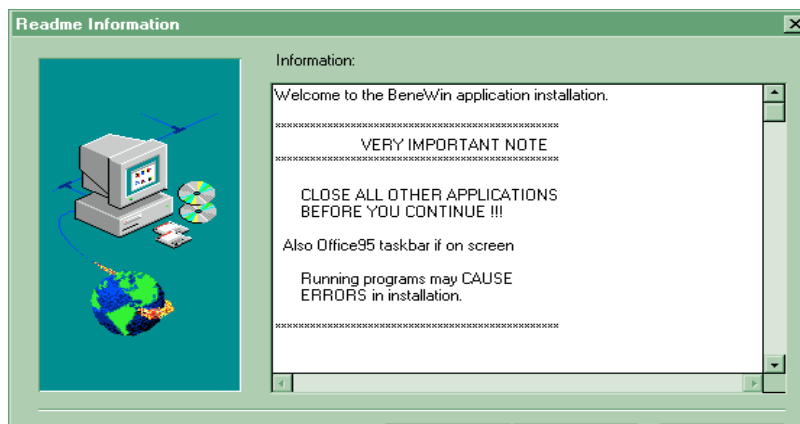 Readme Information
Information:
Welcome to the BeneWin application installation.
************************************************
VERY IMPORTANT NOTE
************************************************
CLOSE ALL OTHER APPLICATIONS
BEFORE YOU CONTINUE !!!
Also Office95 taskbar if on screen
Running programs may CAUSE
ERRORS in installation.
************************************************